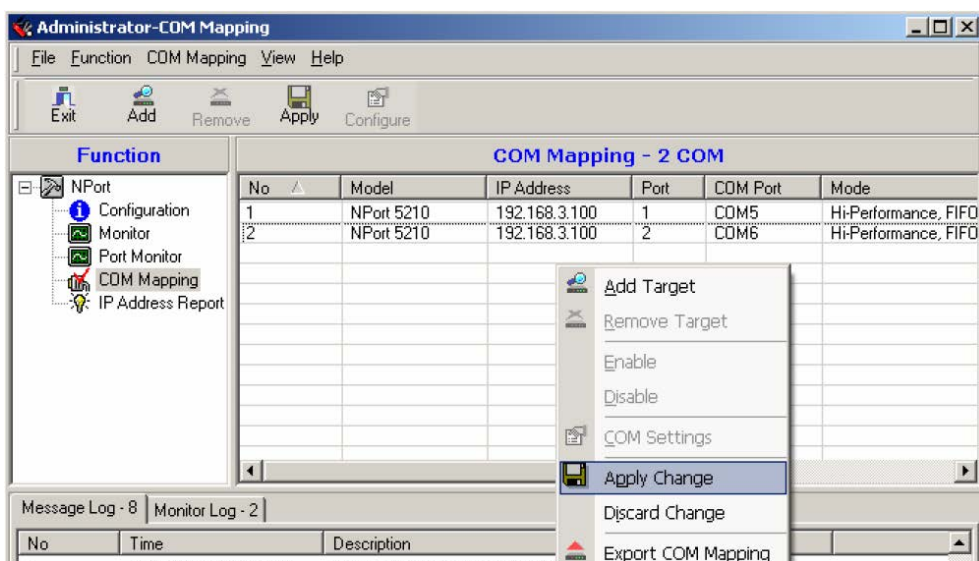 Administrator-COM Mapping
File Function COM Mapping View Help
Exit Add Remove Apply Configure
Function
COM Mapping - 2 COM
NPort
Configuration
Monitor
Port Monitor
COM Mapping
IP Address Report
No Model IP Address Port COM Port Mode
1 NPort 5210 192.168.3.100 1 COM5 Hi-Performance, FIFO
2 NPort 5210 192.168.3.100 2 COM6 Hi-Performance, FIFO
Add Target
Remove Target
Enable
Disable
COM Settings
Apply Change
Discard Change
Export COM Mapping
Message Log - 8 Monitor Log - 2
No Time Description